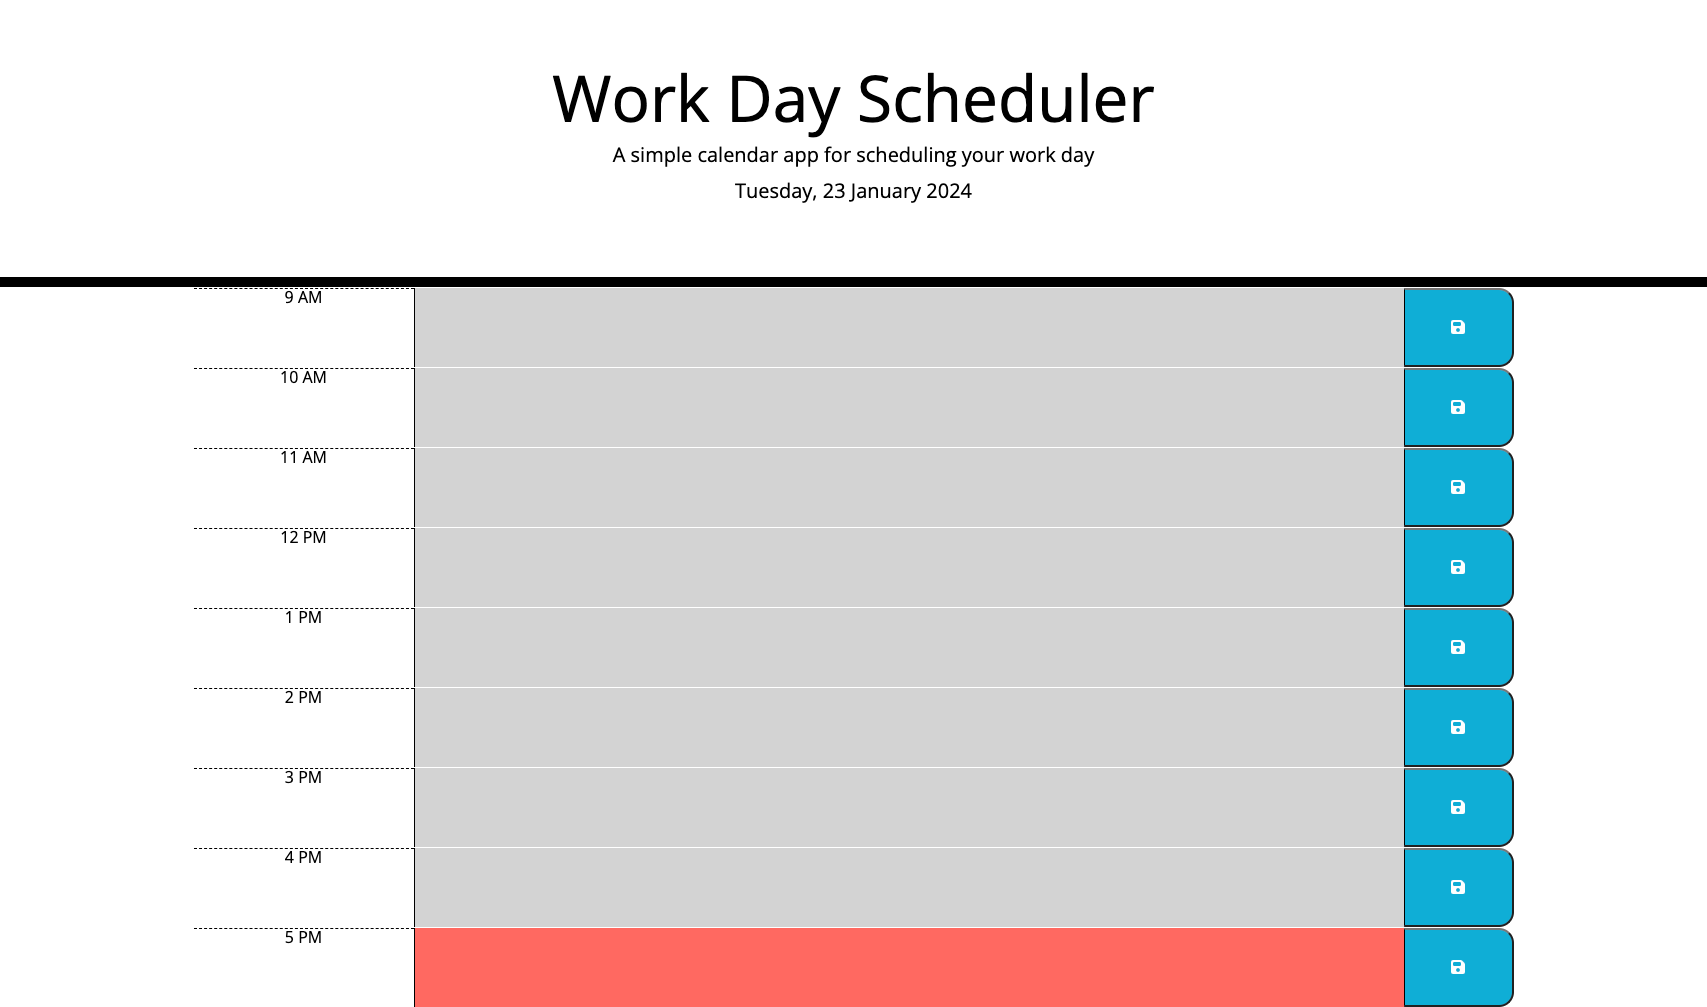 Work Day Scheduler
A simple calendar app for scheduling your work day
Tuesday, 23 January 2024
9 AM
10 AM
11 AM
12 PM
1 PM
2 PM
3 PM
4 PM
5 PM